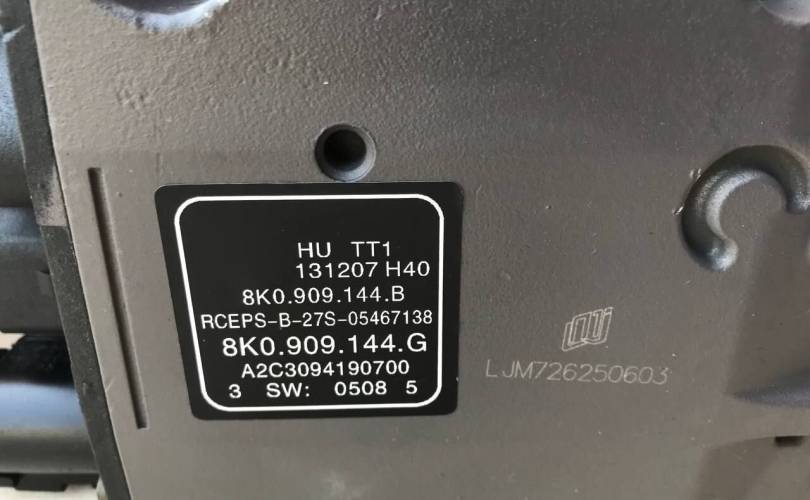 HU TT1
131207 H40
8K0.909.144.B
RCEPS-B-27S-05467138
8K0.909.144.G
A2C3094190700
3 SW: 0508 5
LJM726250603